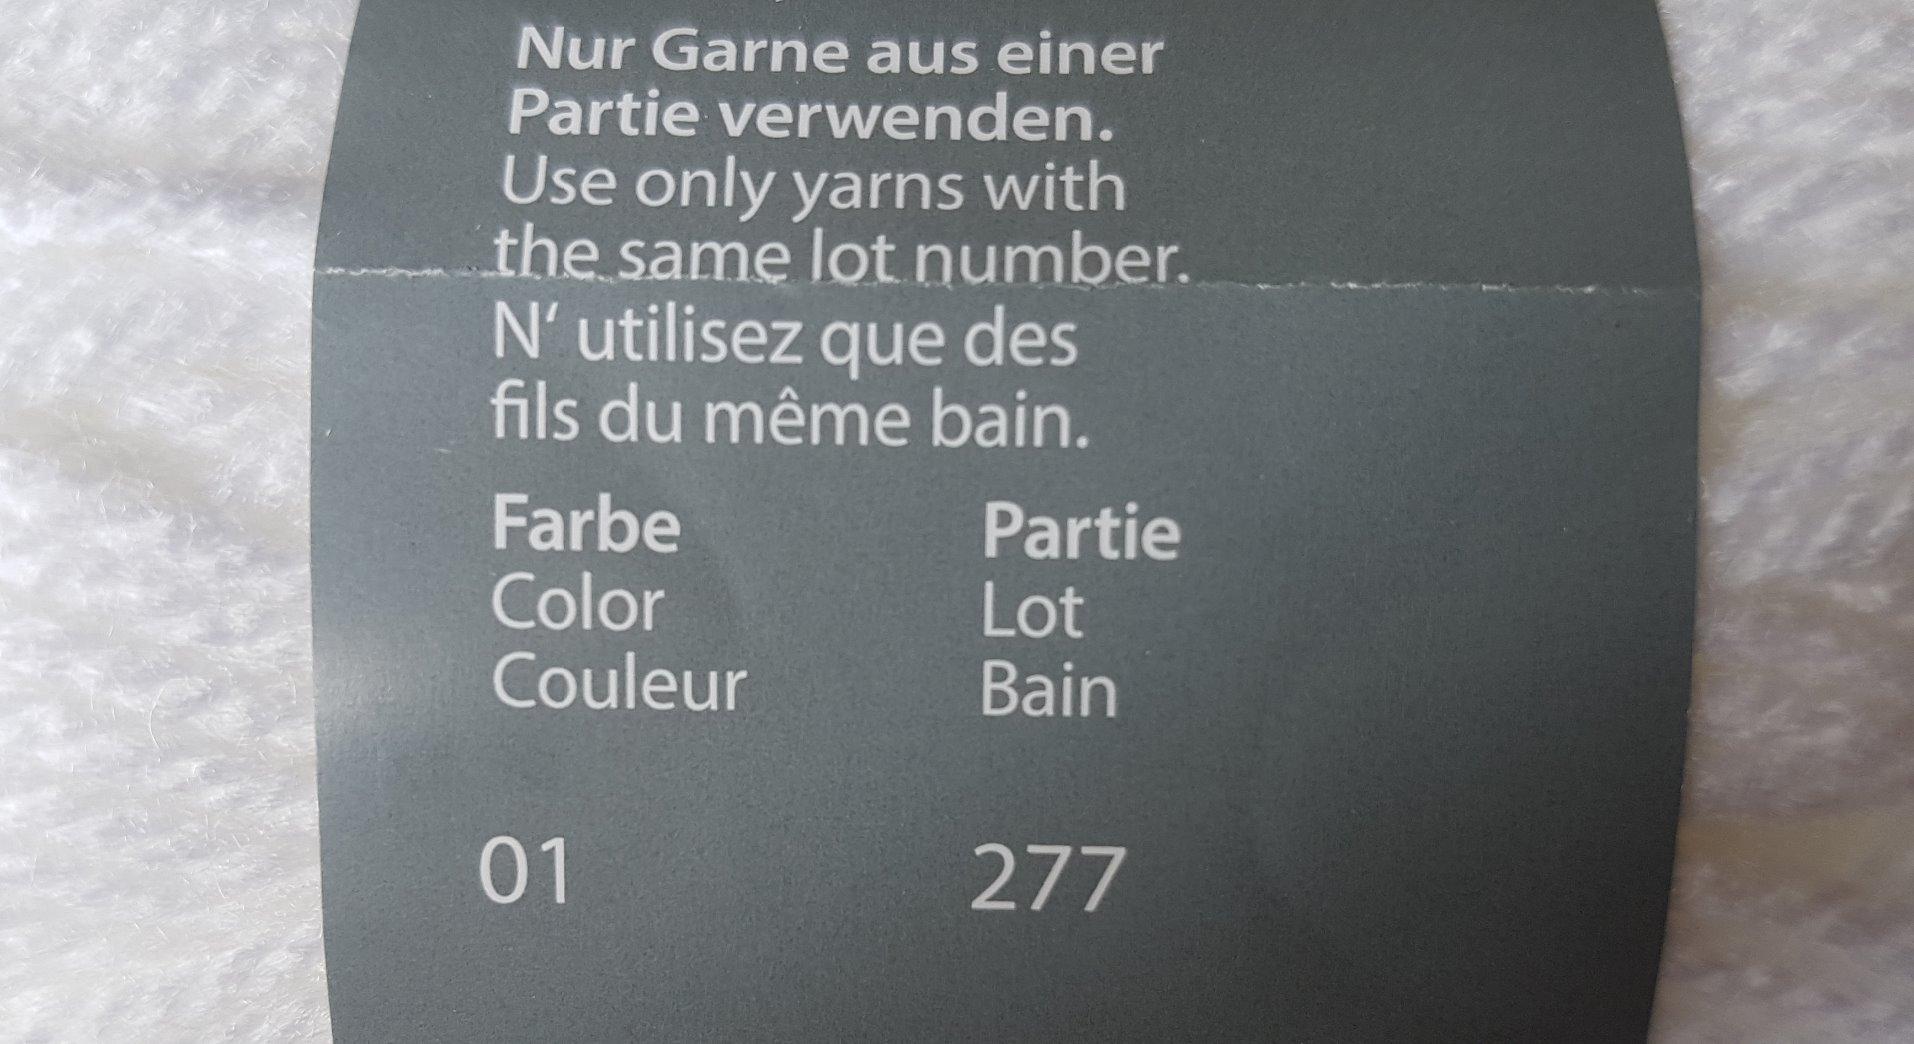 Nur Garne aus einer
Partie verwenden.
Use only yarns with
the same lot number.
N‘ utilisez que des
fils du même bain.
Farbe Partie
Color Lot
Couleur Bain
01 277